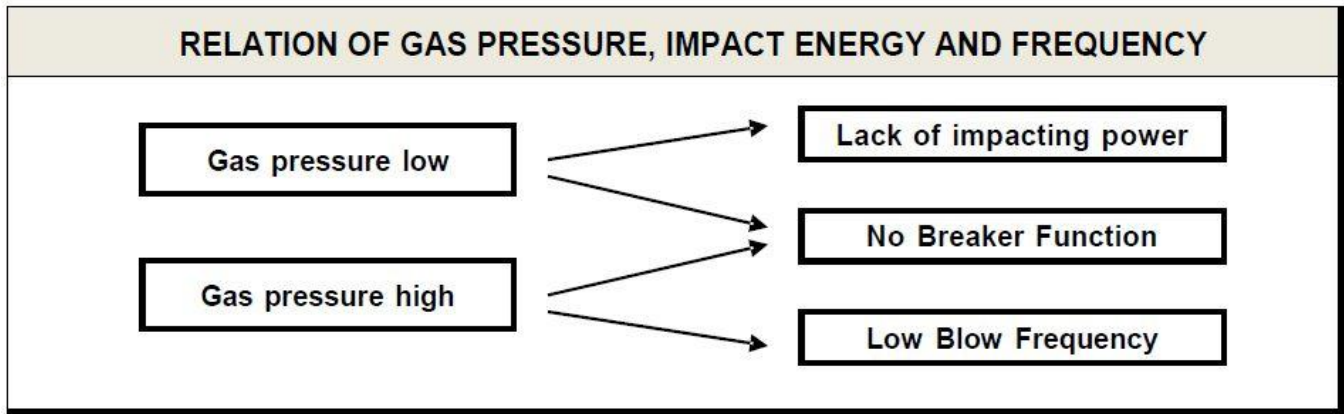 RELATION OF GAS PRESSURE, IMPACT ENERGY AND FREQUENCY
Gas pressure low
Lack of impacting power
No Breaker Function
Gas pressure high
Low Blow Frequency